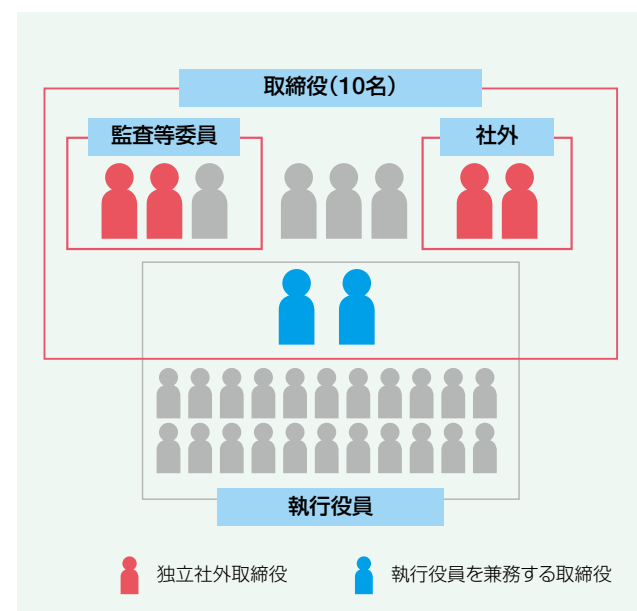 取締役(10名)
監査等委員
社外
執行役員
独立社外取締役
執行役員を兼務する取締役